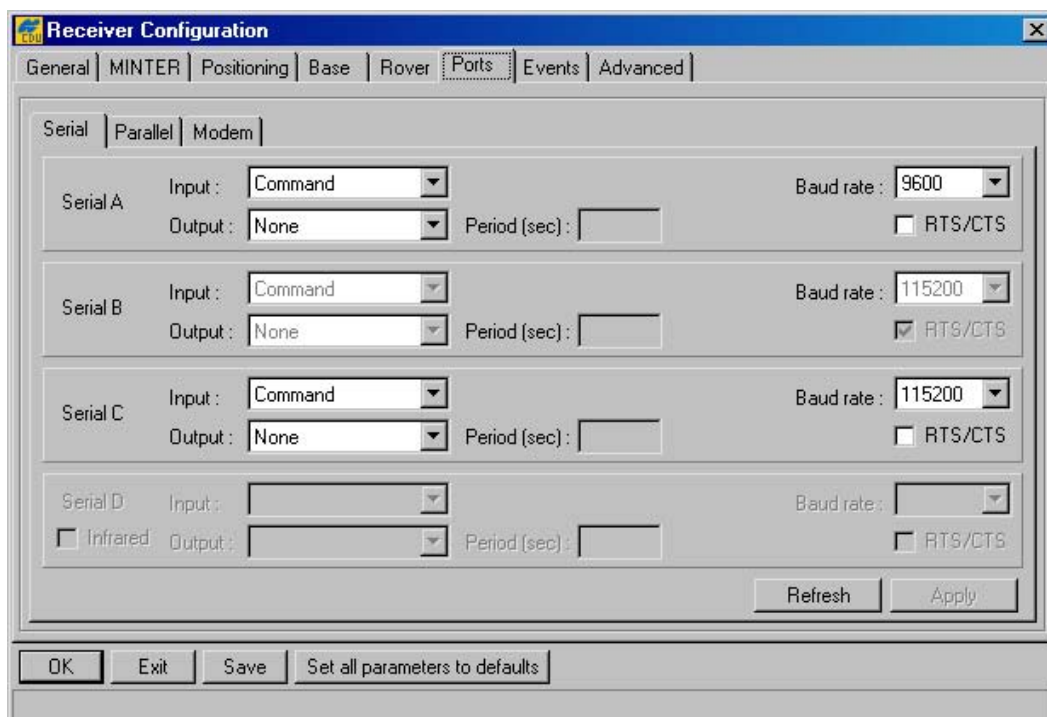 CDU Receiver Configuration
General MINTER Positioning Base Rover Ports Events Advanced
Serial Parallel Modem
Serial A
Input : Command
Baud rate : 9600
Output : None
Period (sec) :
RTS/CTS
Serial B
Input : Command
Baud rate : 115200
Output : None
Period (sec) :
RTS/CTS
Serial C
Input : Command
Baud rate : 115200
Output : None
Period (sec) :
RTS/CTS
Serial D
Input :
Baud rate :
Infrared
Output :
Period (sec) :
RTS/CTS
Refresh Apply
OK Exit Save Set all parameters to defaults